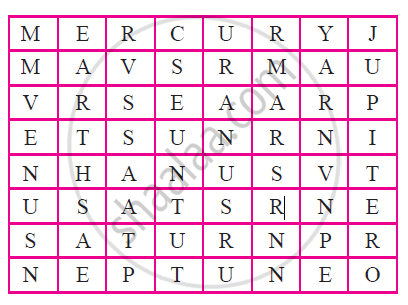 M E R C U R Y J
M A V S R M A U
V R S E A A R P
E T S U N R N I
N H A N U S V T
U S A T S R N E
S A T U R N P R
N E P T U N E O
shaalaa.com